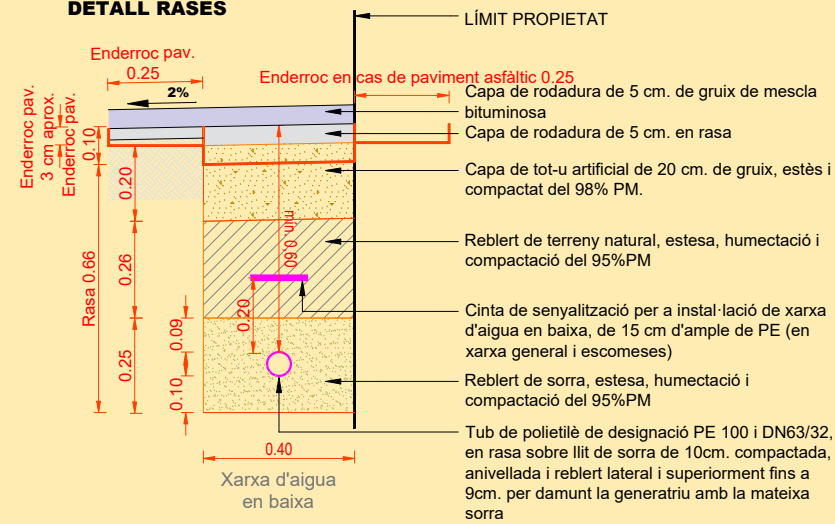 DETALL RASES
LÍMIT PROPIETAT
Enderroc pav.
0.25
Enderroc en cas de paviment asfàltic 0.25
2%
Capa de rodadura de 5 cm. de gruix de mescla
bituminosa
Capa de rodadura de 5 cm. en rasa
Enderroc pav.
3 cm aprox.
Enderroc pav.
0.10
Capa de tot-u artificial de 20 cm. de gruix, estès i
compactat del 98% PM.
0.20
min 0.60
Reblert de terreny natural, estesa, humectació i
compactació del 95%PM
Rasa 0.66
0.26
0.20
Cinta de senyalització per a instal·lació de xarxa
d'aigua en baixa, de 15 cm d'ample de PE (en
xarxa general i escomeses)
0.09
0.25
0.10
Reblert de sorra, estesa, humectació i
compactació del 95%PM
0.40
Tub de polietilè de designació PE 100 i DN63/32,
en rasa sobre llit de sorra de 10cm. compactada,
anivellada i reblert lateral i superiorment fins a
9cm. per damunt la generatriu amb la mateixa
sorra
Xarxa d'aigua
en baixa